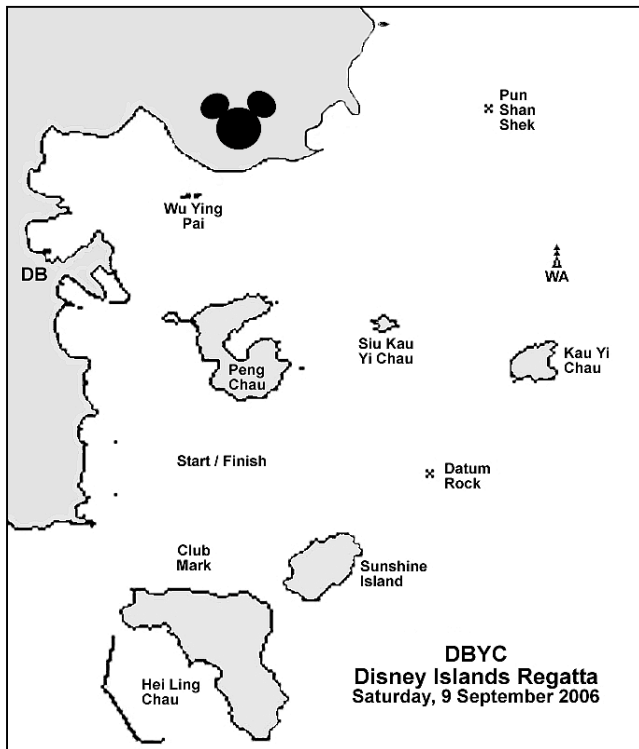 Pun
Shan
Shek
Wu Ying
Pai
DB
WA
Siu Kau
Yi Chau
Kau Yi
Chau
Peng
Chau
Start / Finish
Datum
Rock
Club
Mark
Sunshine
Island
Hei Ling
Chau
DBYC
Disney Islands Regatta
Saturday, 9 September 2006